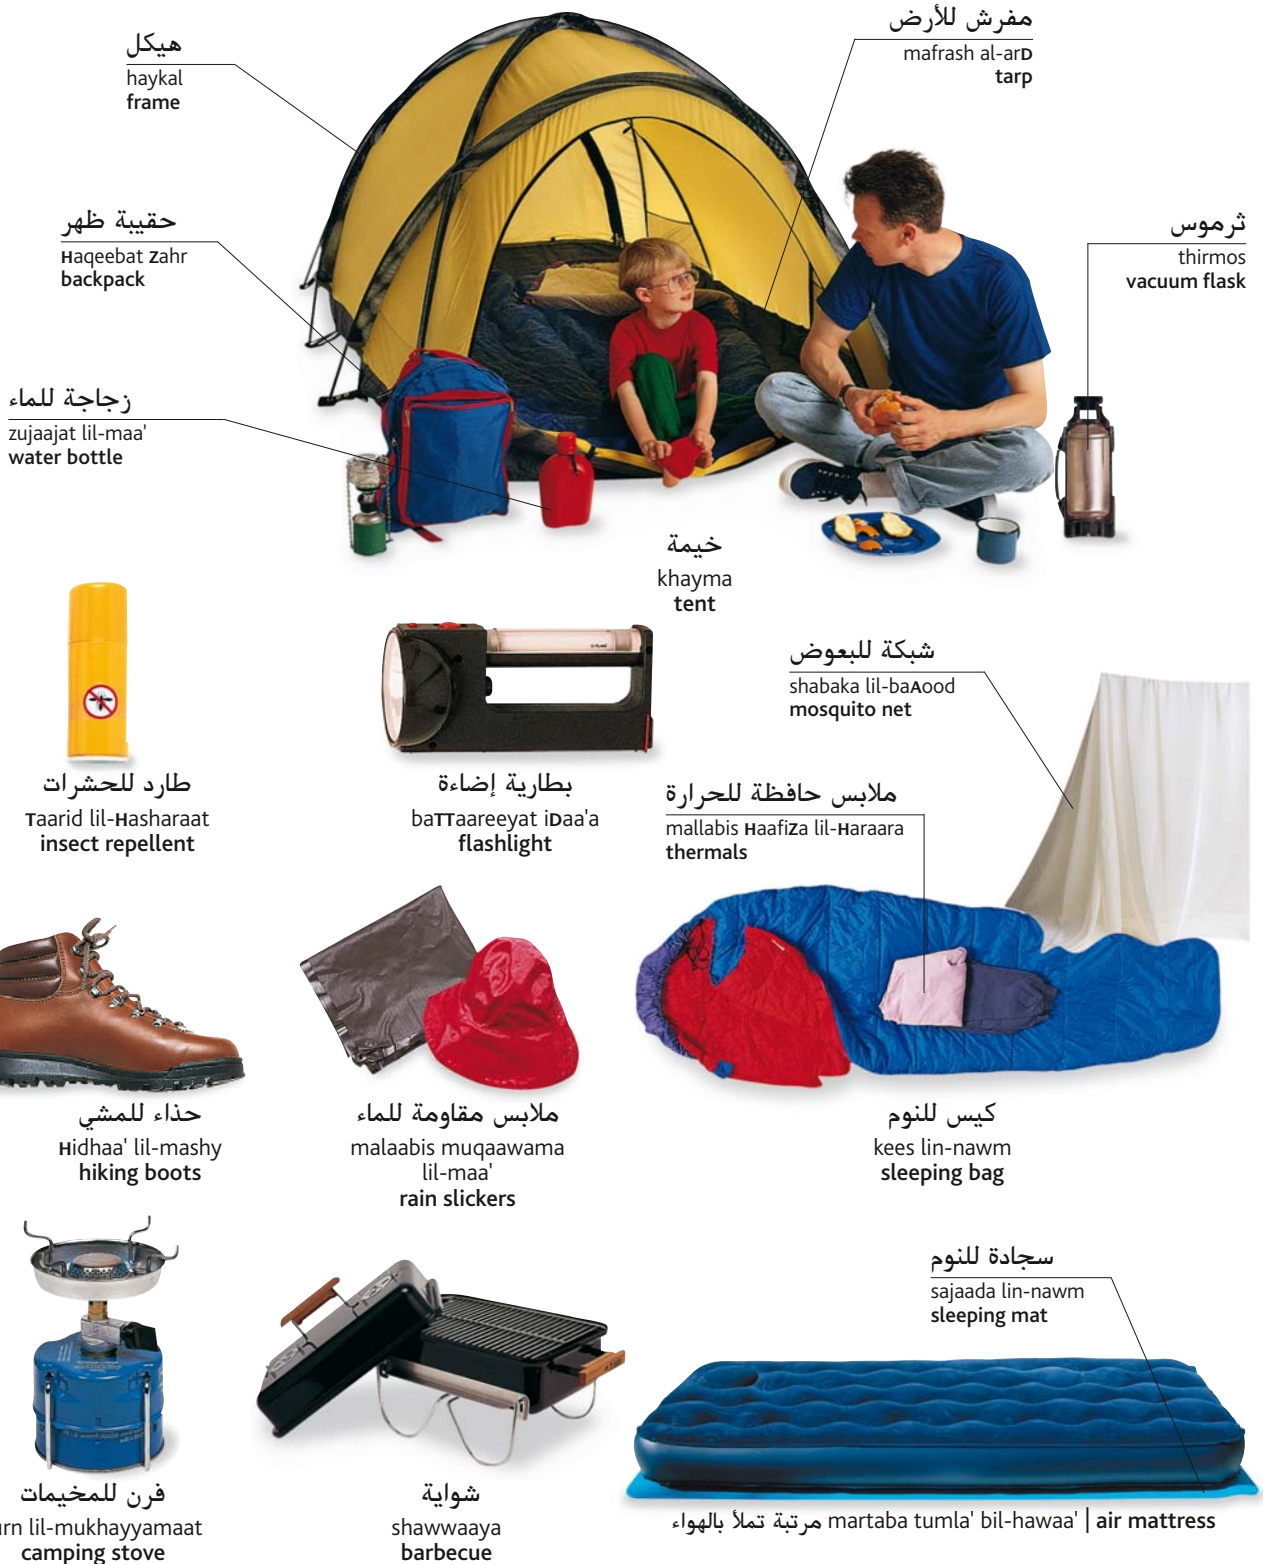 هيكل
haykal
frame
مفرش للأرض
mafrash al-arD
tarp
حقيبة ظهر
Haqeebat Zahr
backpack
ثرموس
thirmos
vacuum flask
زجاجة للماء
zujaajat lil-maa'
water bottle
خيمة
khayma
tent
طارد للحشرات
Taarid lil-Hasharaat
insect repellent
بطارية إضاءة
baTTaareeyat iDaa'a
flashlight
شبكة للبعوض
shabaka lil-baAood
mosquito net
ملابس حافظة للحرارة
mallabis HaafiZa lil-Haraara
thermals
حذاء للمشي
Hidhaa' lil-mashy
hiking boots
ملابس مقاومة للماء
malaabis muqaawama
lil-maa'
rain slickers
كيس للنوم
kees lin-nawm
sleeping bag
فرن للمخيمات
urn lil-mukhayyamaat
camping stove
شواية
shawwaaya
barbecue
سجادة للنوم
sajaada lin-nawm
sleeping mat
مرتبة تملأ بالهواء martaba tumla' bil-hawaa' | air mattress